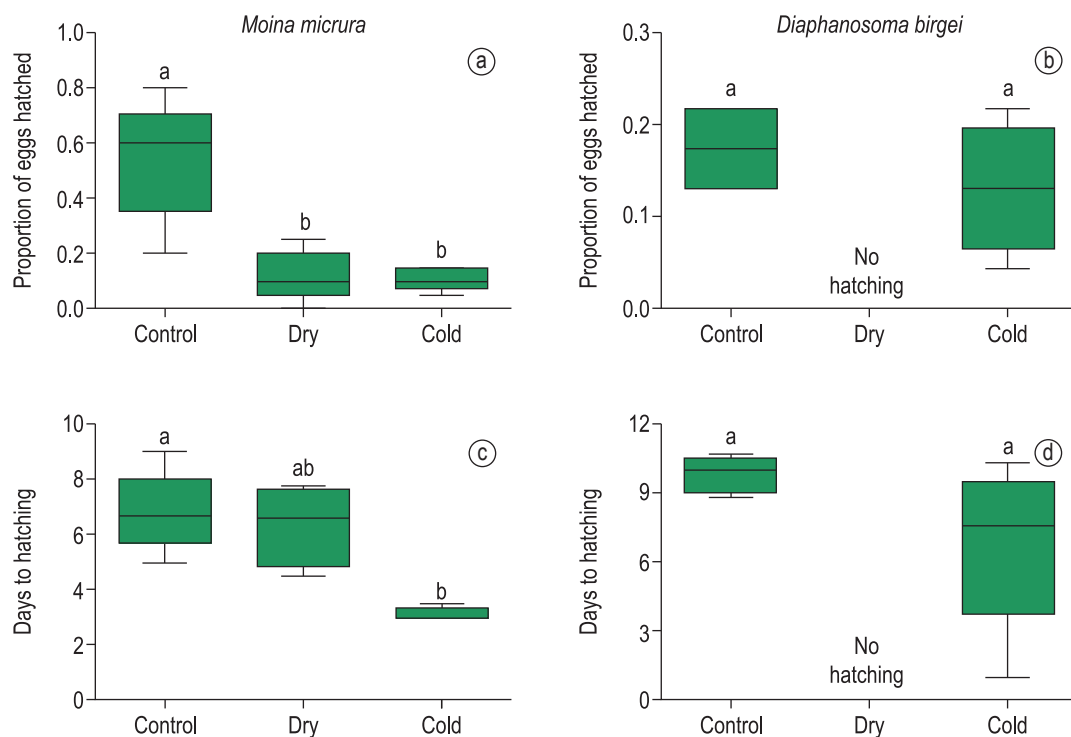 Moina micrura
Diaphanosoma birgei
Proportion of eggs hatched
1.0
0.8
0.6
0.4
0.2
0.0
a
b
b
a
Control
Dry
Cold
Proportion of eggs hatched
0.3
0.2
0.1
0.0
a
a
b
No
hatching
Control
Dry
Cold
Days to hatching
10
8
6
4
2
0
a
ab
b
c
Control
Dry
Cold
Days to hatching
12
9
6
3
0
a
a
d
No
hatching
Control
Dry
Cold